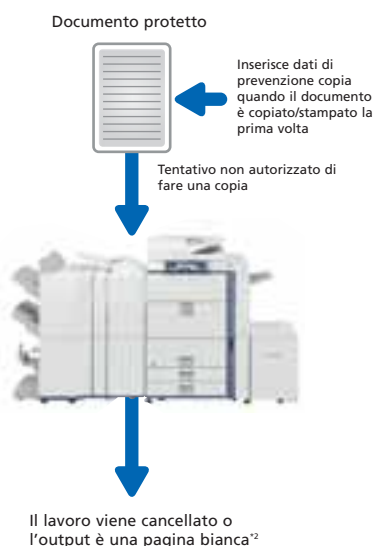 Documento protetto
Inserisce dati di
prevenzione copia
quando il documento
è copiato/stampato la
prima volta
Tentativo non autorizzato di
fare una copia
Il lavoro viene cancellato o
l'output è una pagina bianca*2